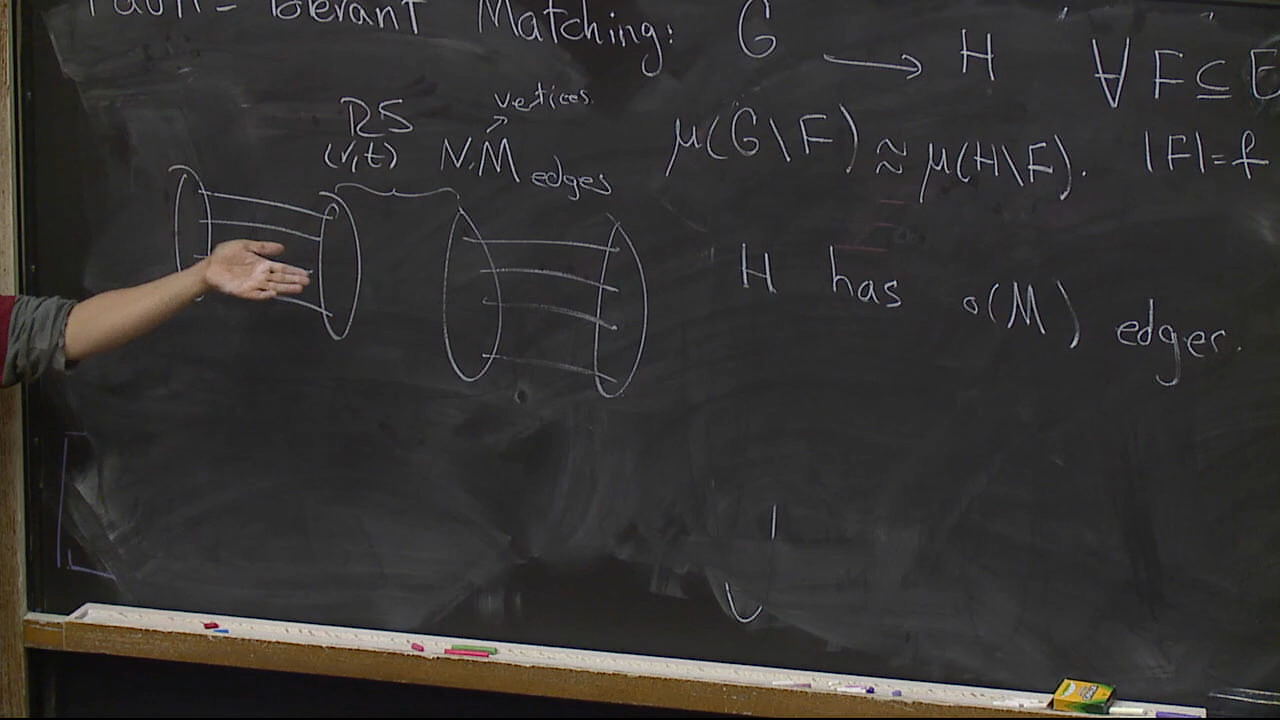 Matching: G → H ∀ F ⊆ E
RS vertices
(r,t) N, M edges
μ(G\F) ≈ μ(H\F). |F|=f
H has o(M) edges.